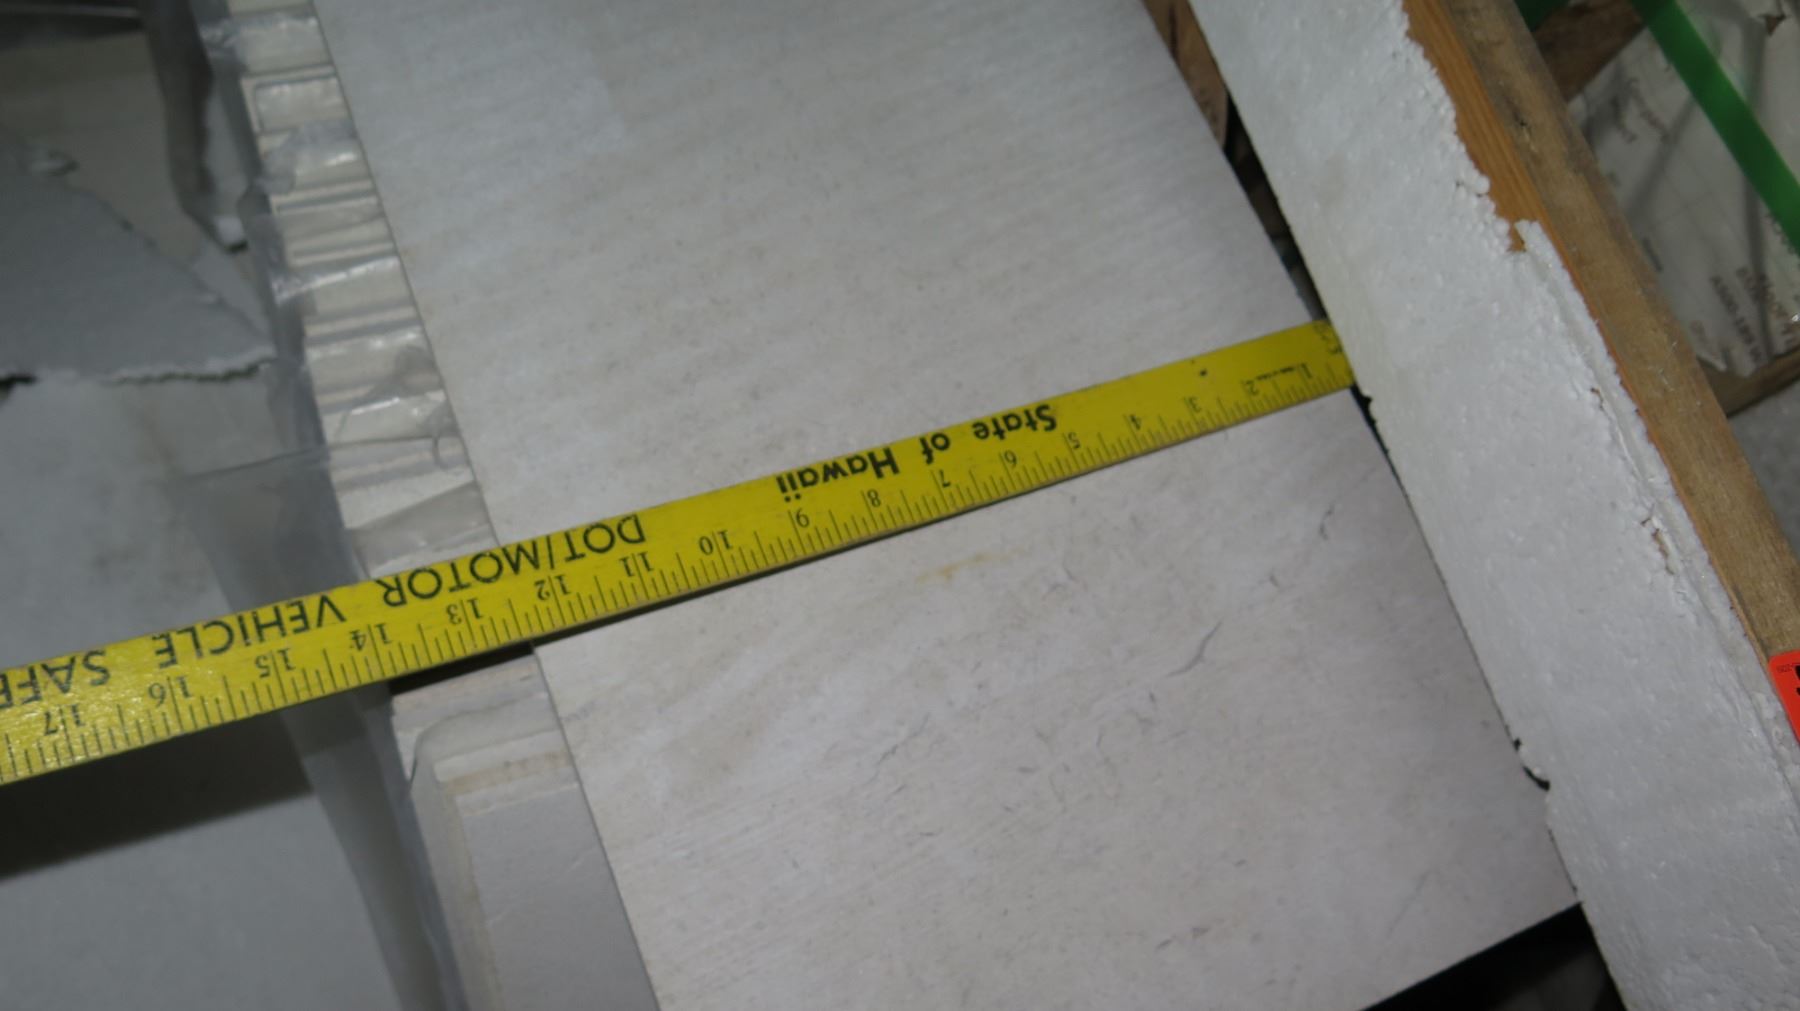 State of Hawaii
DOT/MOTOR VEHICLE SAFE
1 2 3 4 5 6 7 8 9 10 11 12 13 14 15 16 17